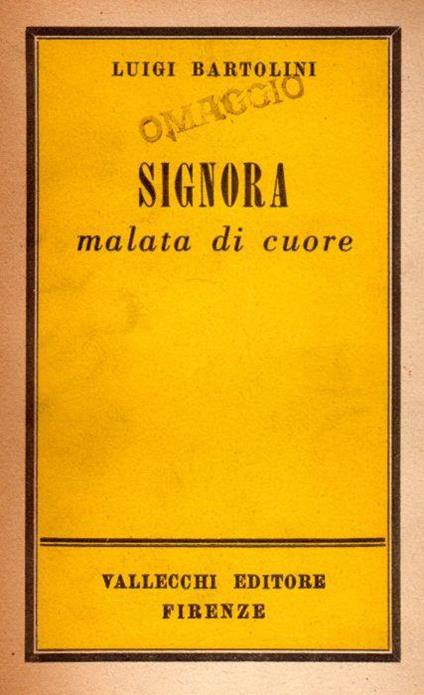 LUIGI BARTOLINI
OMAGGIO
SIGNORA
malata di cuore
VALLECCHI EDITORE
FIRENZE